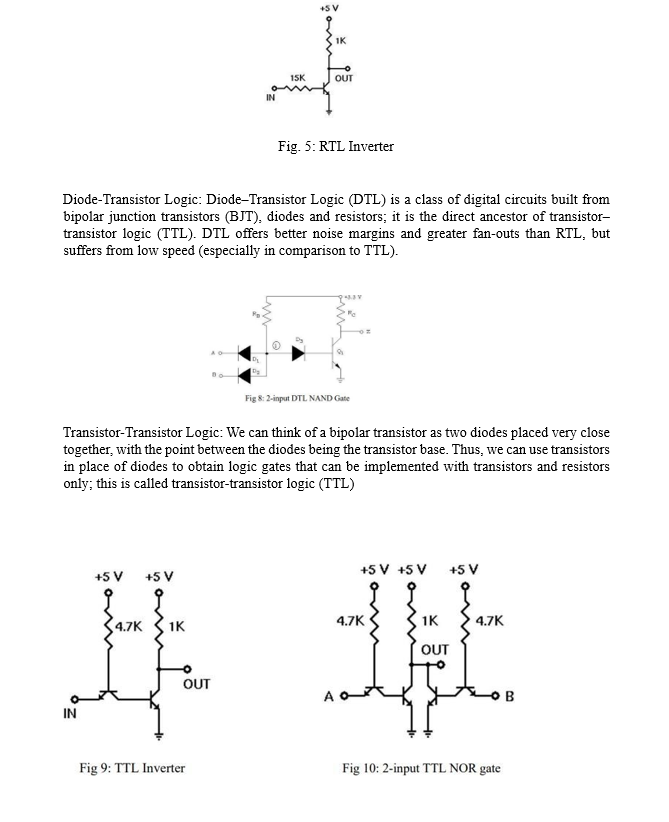 +5 V
1K
15K
OUT
IN
Fig. 5: RTL Inverter
Diode-Transistor Logic: Diode–Transistor Logic (DTL) is a class of digital circuits built from
bipolar junction transistors (BJT), diodes and resistors; it is the direct ancestor of transistor–
transistor logic (TTL). DTL offers better noise margins and greater fan-outs than RTL, but
suffers from low speed (especially in comparison to TTL).
R_C
D_3
A
D_1
D_2
B
Fig 8: 2-input DTL NAND Gate
Transistor-Transistor Logic: We can think of a bipolar transistor as two diodes placed very close
together, with the point between the diodes being the transistor base. Thus, we can use transistors
in place of diodes to obtain logic gates that can be implemented with transistors and resistors
only; this is called transistor-transistor logic (TTL)
+5 V +5 V
4.7K 1K
OUT
IN
Fig 9: TTL Inverter
+5 V +5 V +5 V
4.7K 1K 4.7K
OUT
A B
Fig 10: 2-input TTL NOR gate